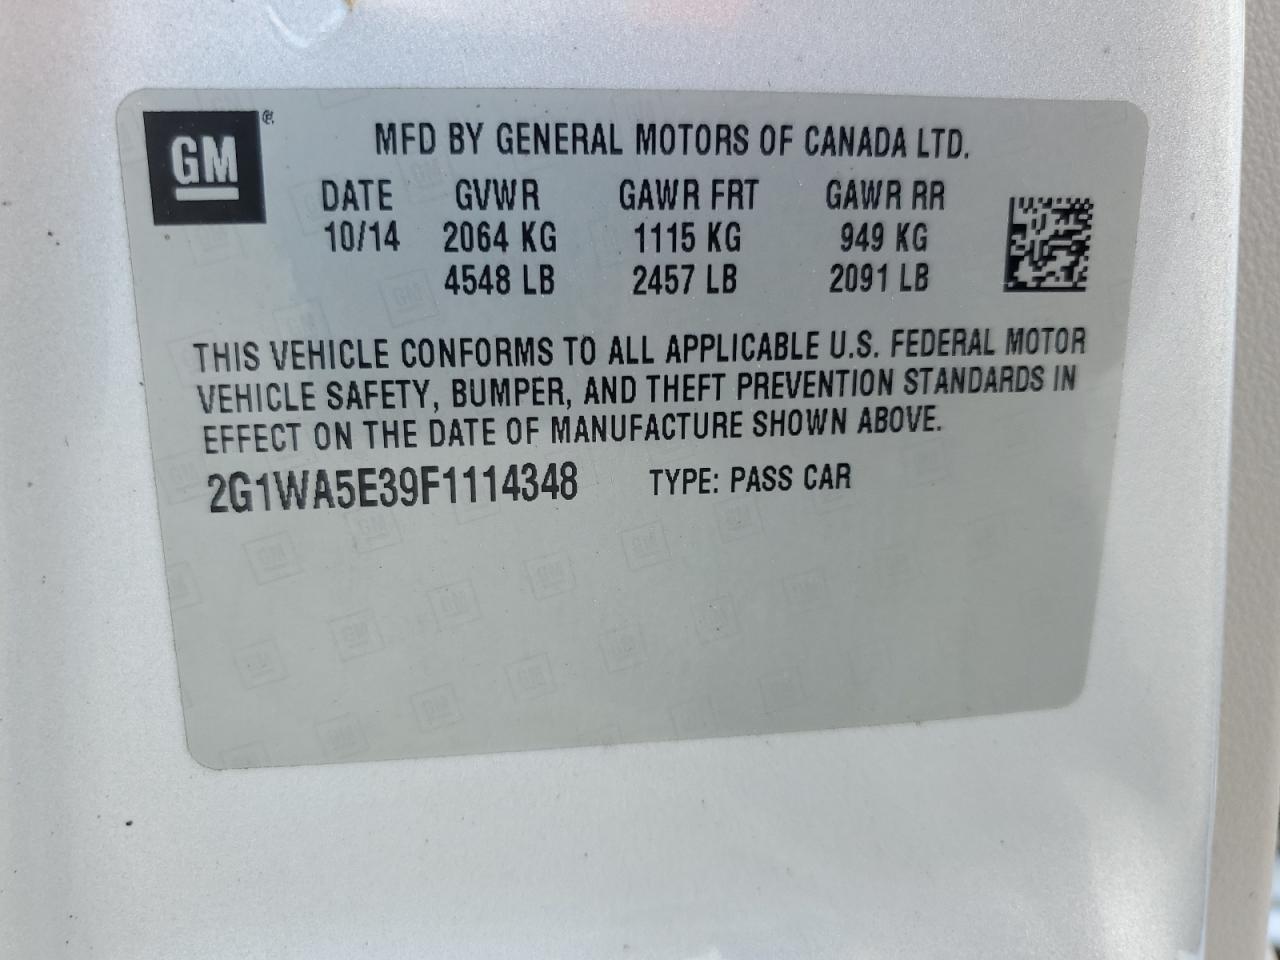 GM ®
MFD BY GENERAL MOTORS OF CANADA LTD.
DATE GVWR GAWR FRT GAWR RR
10/14 2064 KG 1115 KG 949 KG
4548 LB 2457 LB 2091 LB
THIS VEHICLE CONFORMS TO ALL APPLICABLE U.S. FEDERAL MOTOR
VEHICLE SAFETY, BUMPER, AND THEFT PREVENTION STANDARDS IN
EFFECT ON THE DATE OF MANUFACTURE SHOWN ABOVE.
2G1WA5E39F1114348 TYPE: PASS CAR